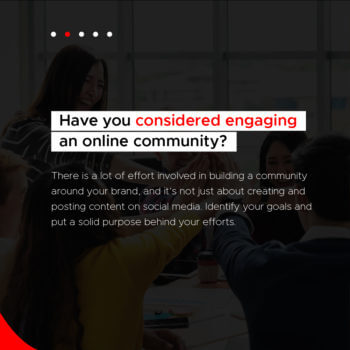 Have you considered engaging
an online community?
There is a lot of effort involved in building a community
around your brand, and it's not just about creating and
posting content on social media. Identify your goals and
put a solid purpose behind your efforts.